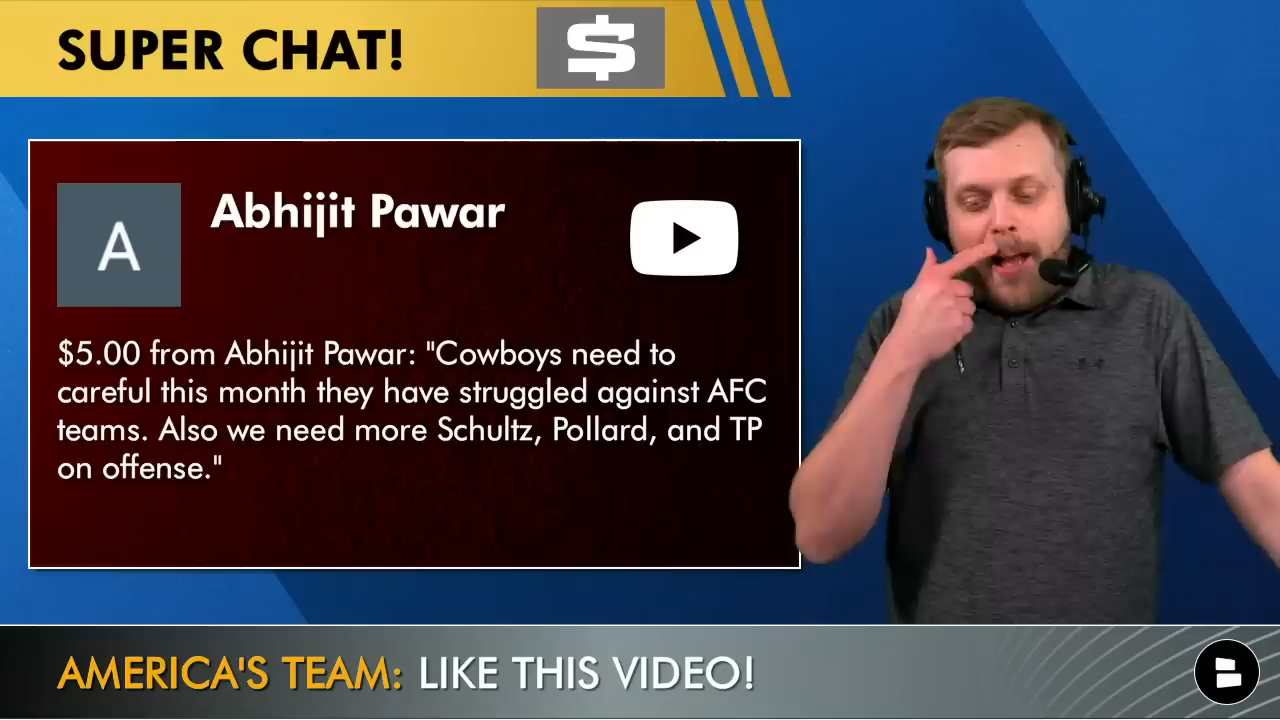 SUPER CHAT!
$
A
Abhijit Pawar
$5.00 from Abhijit Pawar: "Cowboys need to
careful this month they have struggled against AFC
teams. Also we need more Schultz, Pollard, and TP
on offense."
AMERICA'S TEAM: LIKE THIS VIDEO!